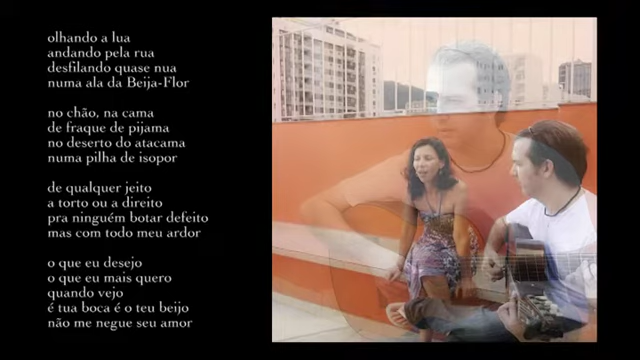 olhando a lua
andando pela rua
desfilando quase nua
numa ala da Beija-Flor
no chão, na cama
de fraque de pijama
no deserto do atacama
numa pilha de isopor
de qualquer jeito
a torto ou a direito
pra ninguém botar defeito
mas com todo meu ardor
o que eu desejo
o que eu mais quero
quando vejo
é tua boca é o teu beijo
não me negue seu amor